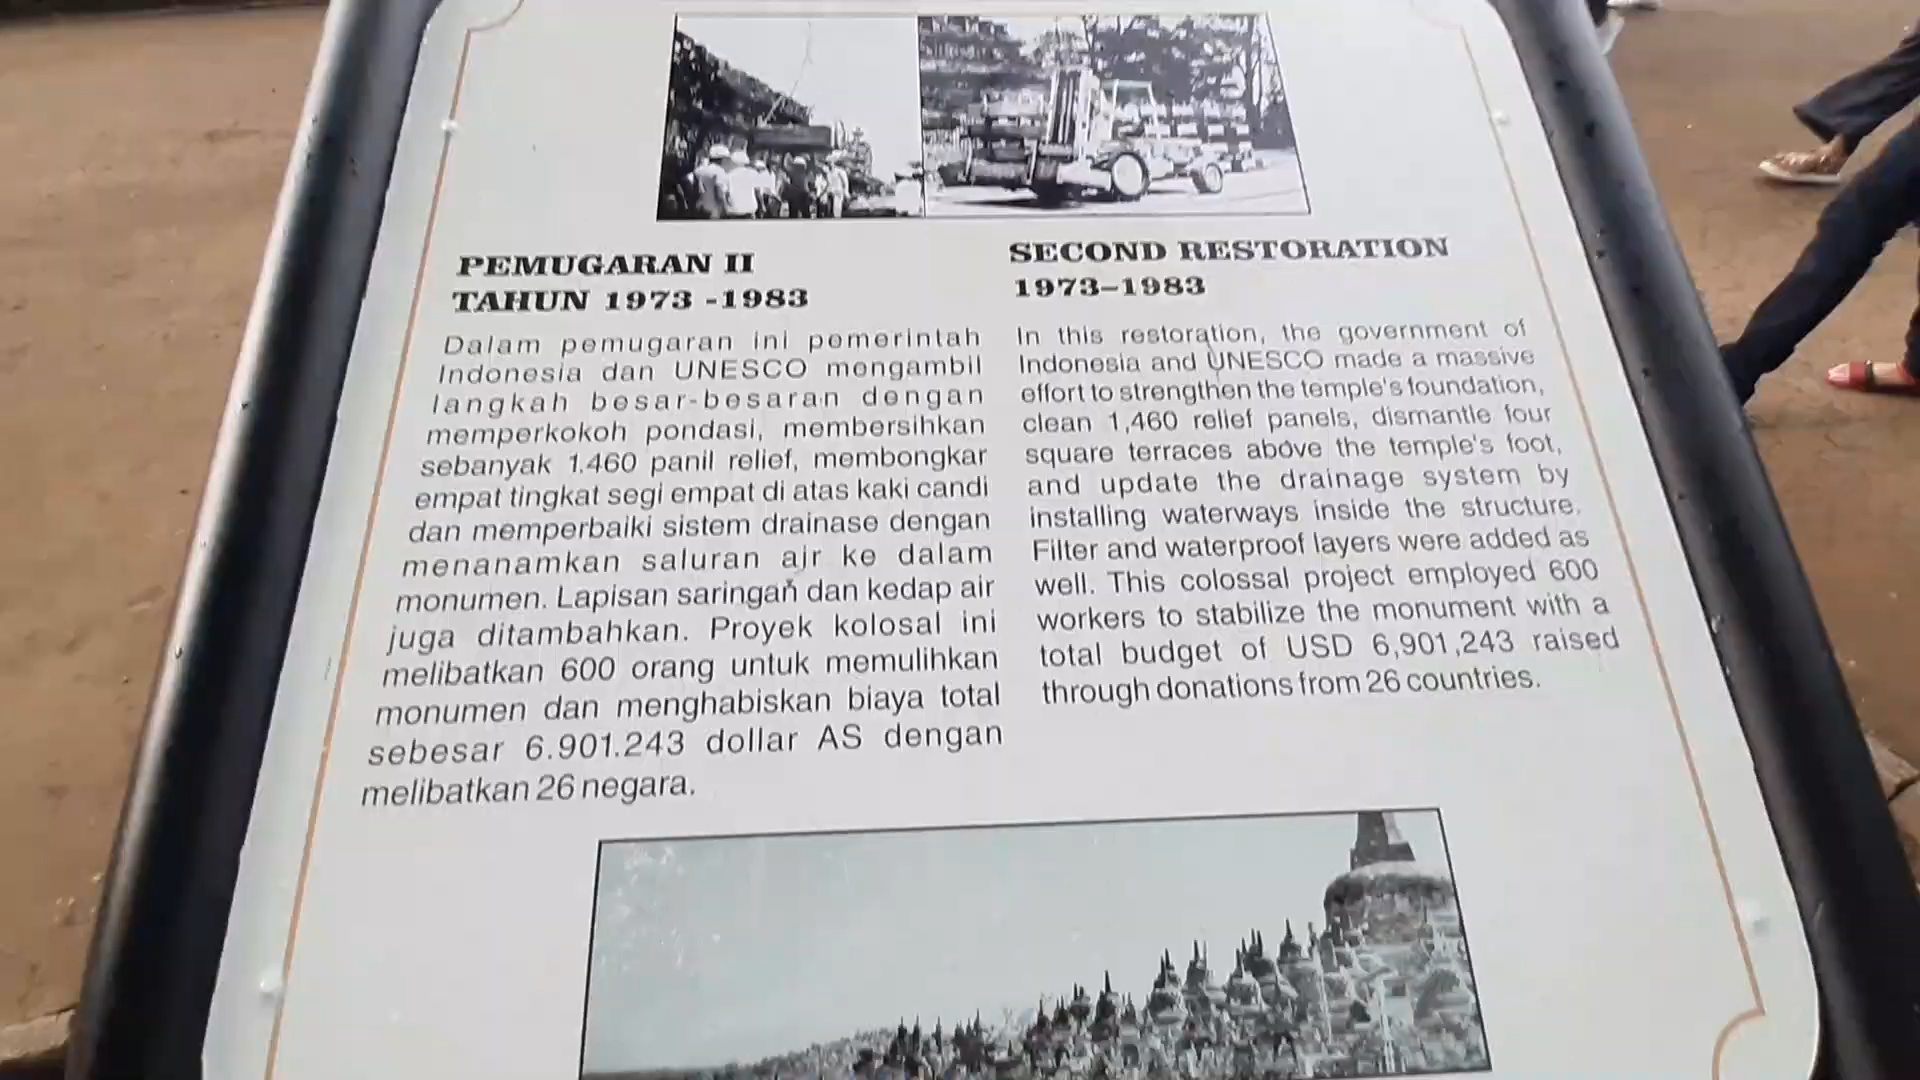 PEMUGARAN II
TAHUN 1973 -1983
Dalam pemugaran ini pemerintah
Indonesia dan UNESCO mengambil
langkah besar-besaran dengan
memperkokoh pondasi, membersihkan
sebanyak 1.460 panil relief, membongkar
empat tingkat segi empat di atas kaki candi
dan memperbaiki sistem drainase dengan
menanamkan saluran air ke dalam
monumen. Lapisan saringan dan kedap air
juga ditambahkan. Proyek kolosal ini
melibatkan 600 orang untuk memulihkan
monumen dan menghabiskan biaya total
sebesar 6.901.243 dollar AS dengan
melibatkan 26 negara.
SECOND RESTORATION
1973–1983
In this restoration, the government of
Indonesia and UNESCO made a massive
effort to strengthen the temple's foundation,
clean 1,460 relief panels, dismantle four
square terraces above the temple's foot,
and update the drainage system by
installing waterways inside the structure.
Filter and waterproof layers were added as
well. This colossal project employed 600
workers to stabilize the monument with a
total budget of USD 6,901,243 raised
through donations from 26 countries.